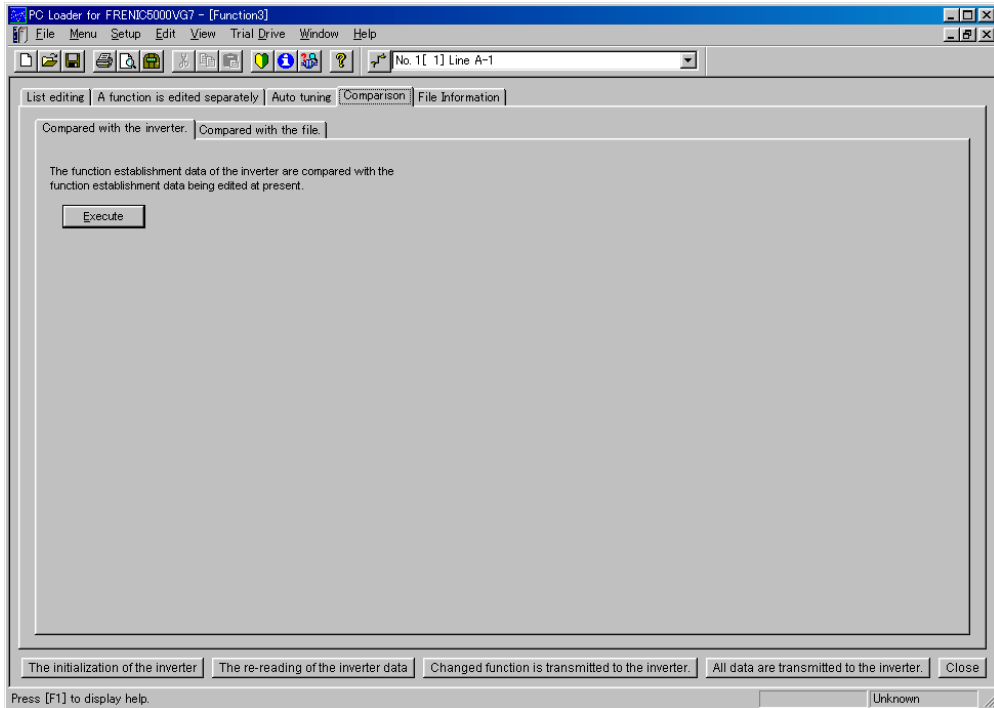 PC Loader for FRENIC5000VG7 - [Function3]
File Menu Setup Edit View Trial Drive Window Help
No. 1[ 1] Line A-1
List editing A function is edited separately Auto tuning Comparison File Information
Compared with the inverter. Compared with the file.
The function establishment data of the inverter are compared with the
function establishment data being edited at present.
Execute
The initialization of the inverter The re-reading of the inverter data Changed function is transmitted to the inverter. All data are transmitted to the inverter. Close
Press [F1] to display help. Unknown